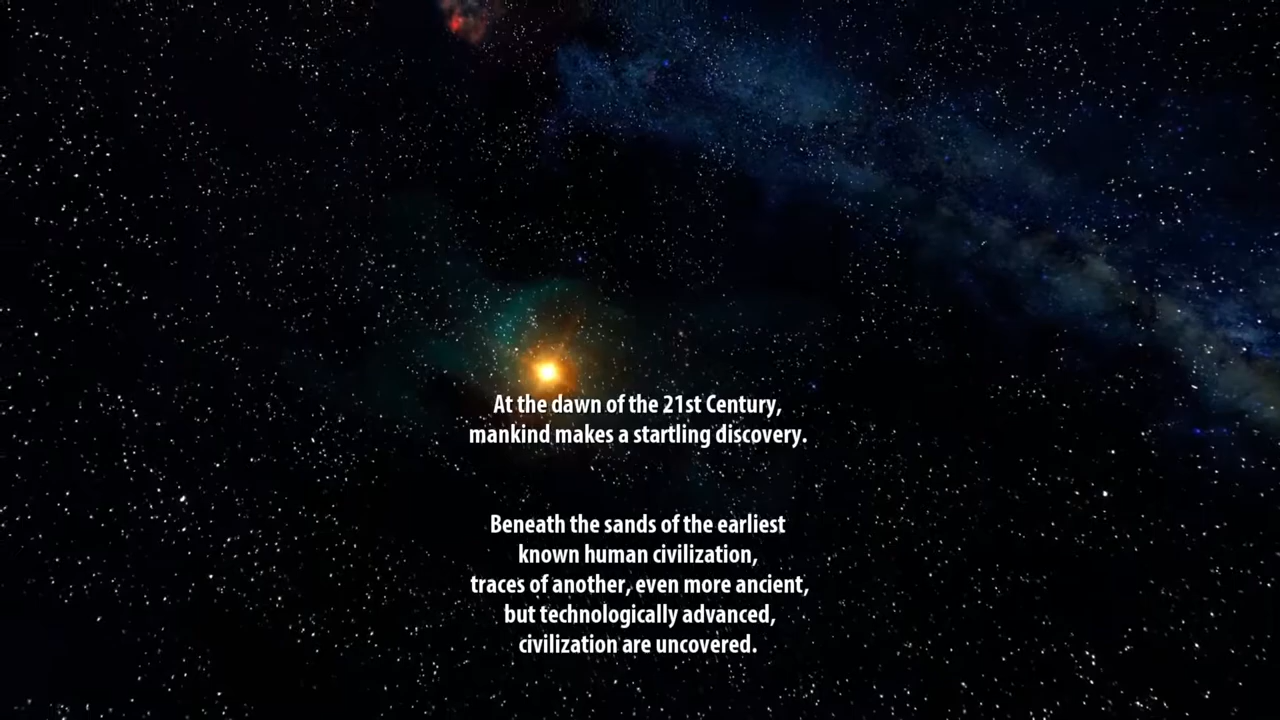 At the dawn of the 21st Century,
mankind makes a startling discovery.
Beneath the sands of the earliest
known human civilization,
traces of another, even more ancient,
but technologically advanced,
civilization are uncovered.